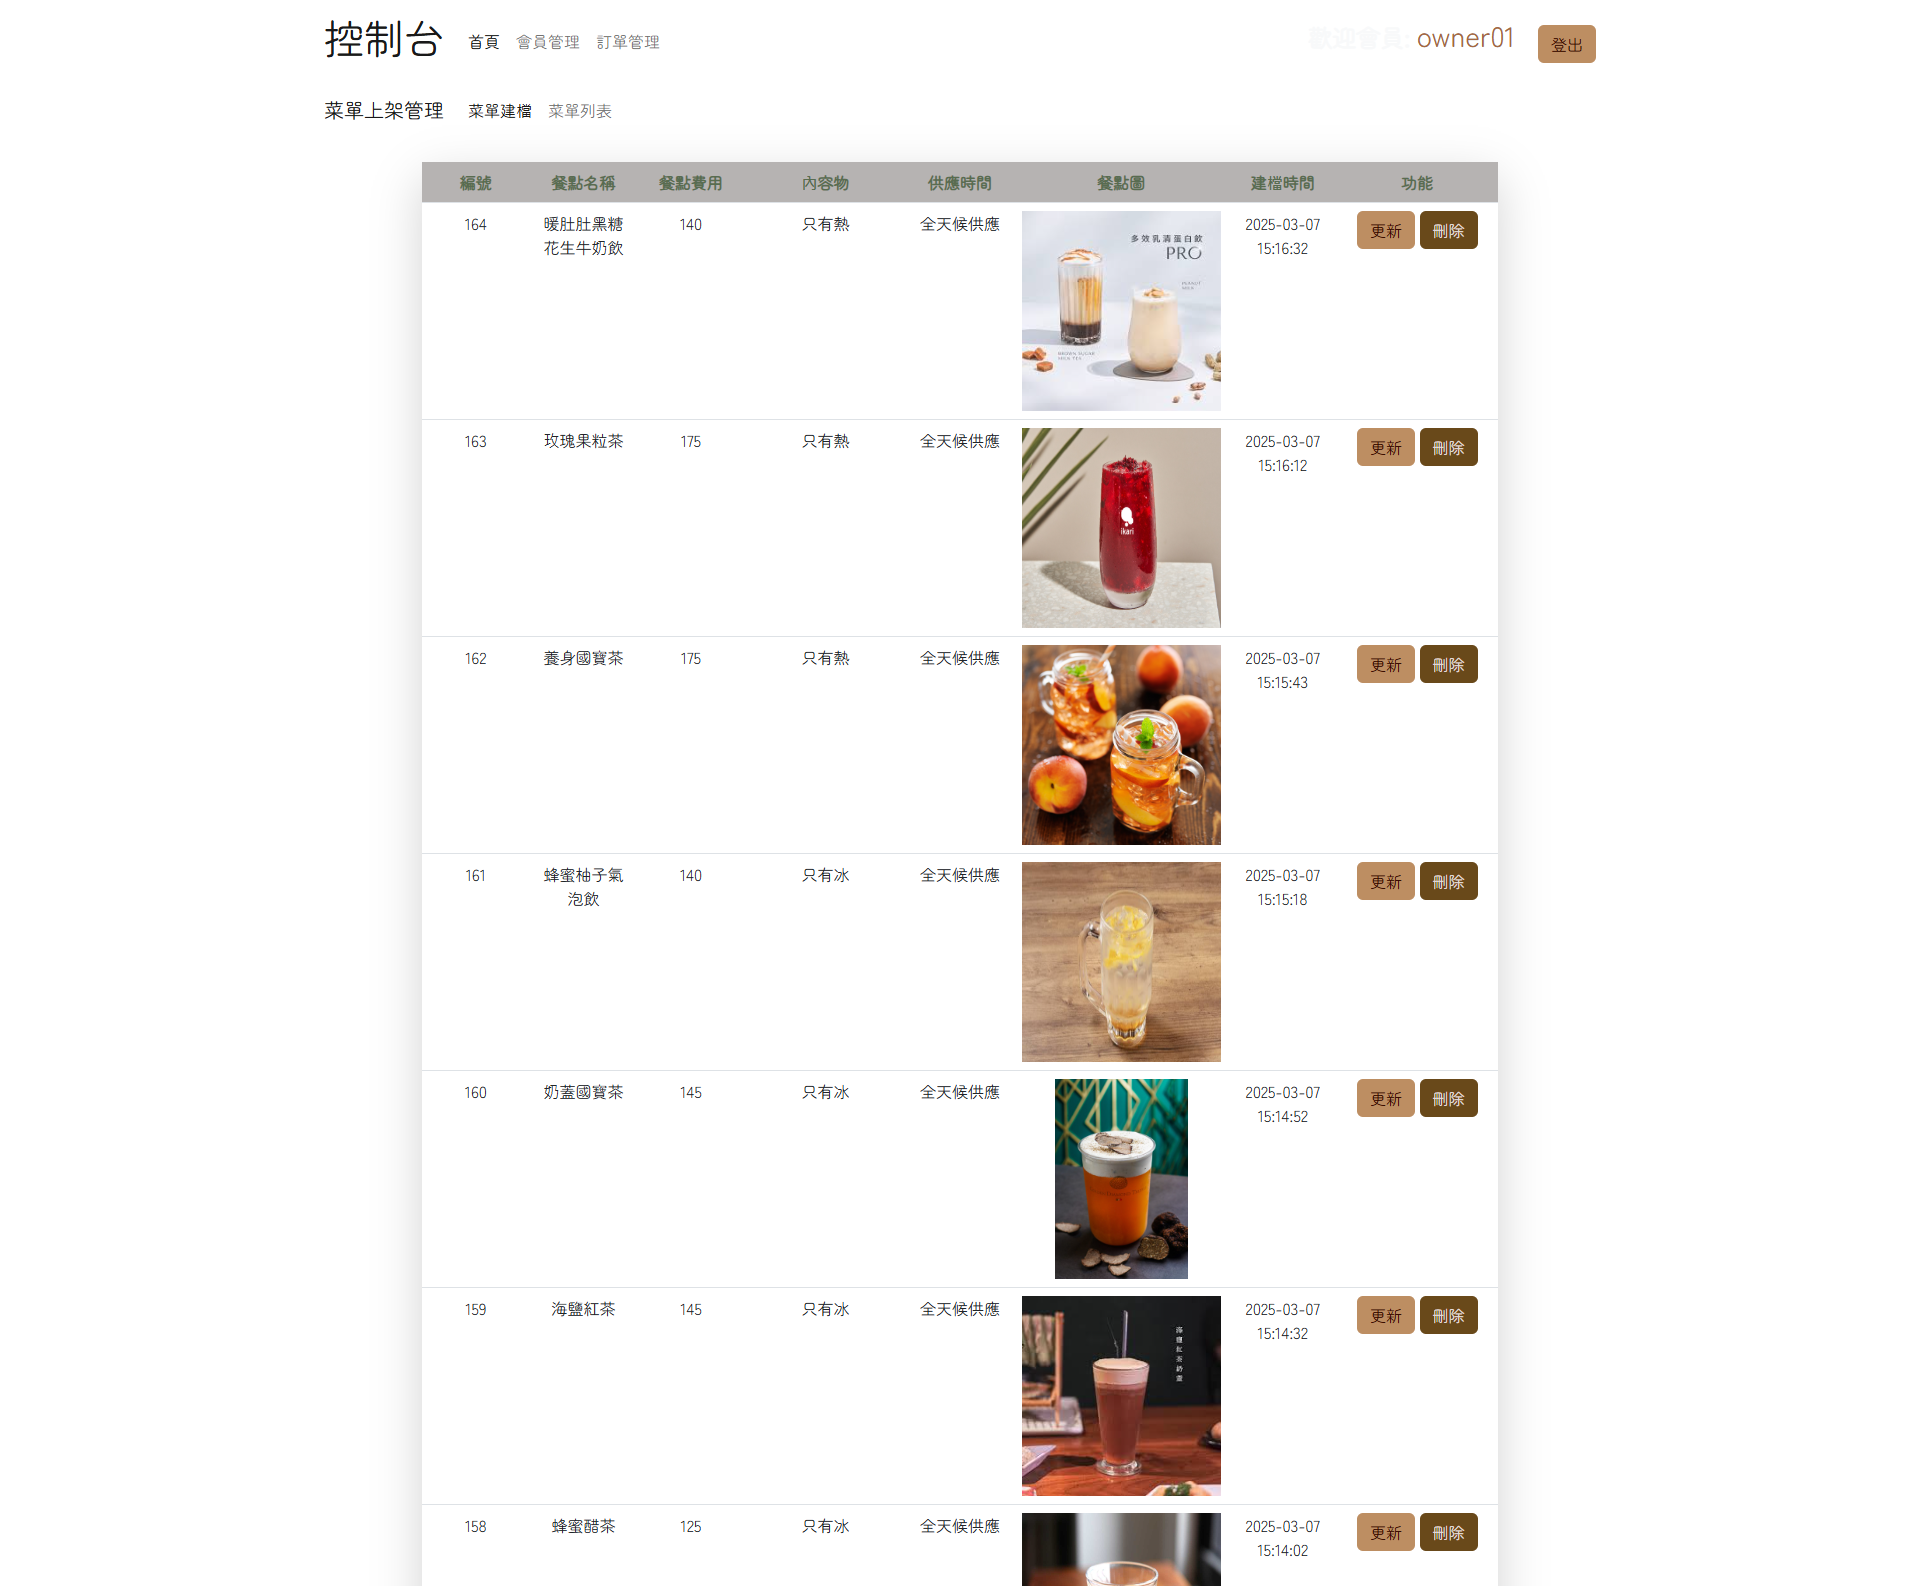 控制台 首頁 會員管理 訂單管理 歡迎會員: owner01 登出
菜單上架管理 菜單建檔 菜單列表
編號 餐點名稱 餐點費用 內容物 供應時間 餐點圖 建檔時間 功能
164 暖肚肚黑糖 140 只有熱 全天候供應 2025-03-07 更新 刪除
花生牛奶飲 15:16:32
多效乳清蛋白飲
PRO
PEANUT
MILK
BROWN SUGAR
MILK TEA
163 玫瑰果粒茶 175 只有熱 全天候供應 2025-03-07 更新 刪除
15:16:12
ikari
162 養身國寶茶 175 只有熱 全天候供應 2025-03-07 更新 刪除
15:15:43
161 蜂蜜柚子氣 140 只有冰 全天候供應 2025-03-07 更新 刪除
泡飲 15:15:18
160 奶蓋國寶茶 145 只有冰 全天候供應 2025-03-07 更新 刪除
15:14:52
159 海鹽紅茶 145 只有冰 全天候供應 2025-03-07 更新 刪除
15:14:32
海鹽紅茶奶蓋
158 蜂蜜醋茶 125 只有冰 全天候供應 2025-03-07 更新 刪除
15:14:02